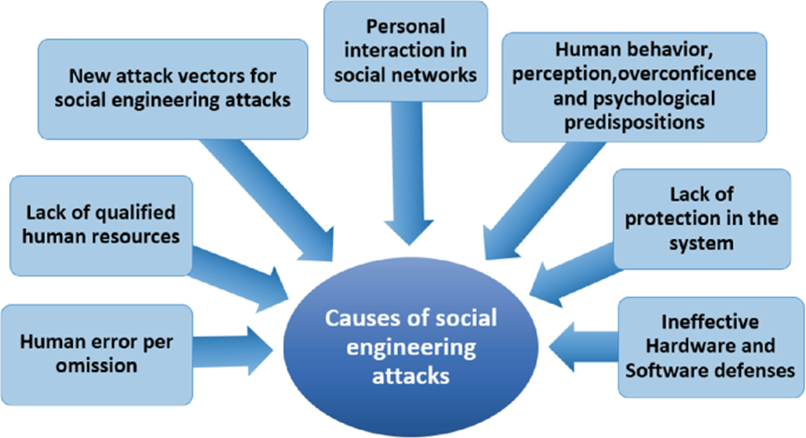 New attack vectors for
social engineering attacks
Personal
interaction in
social networks
Human behavior,
perception,overconficence
and psychological
predispositions
Lack of qualified
human resources
Lack of
protection in the
system
Human error per
omission
Causes of social
engineering
attacks
Ineffective
Hardware and
Software defenses